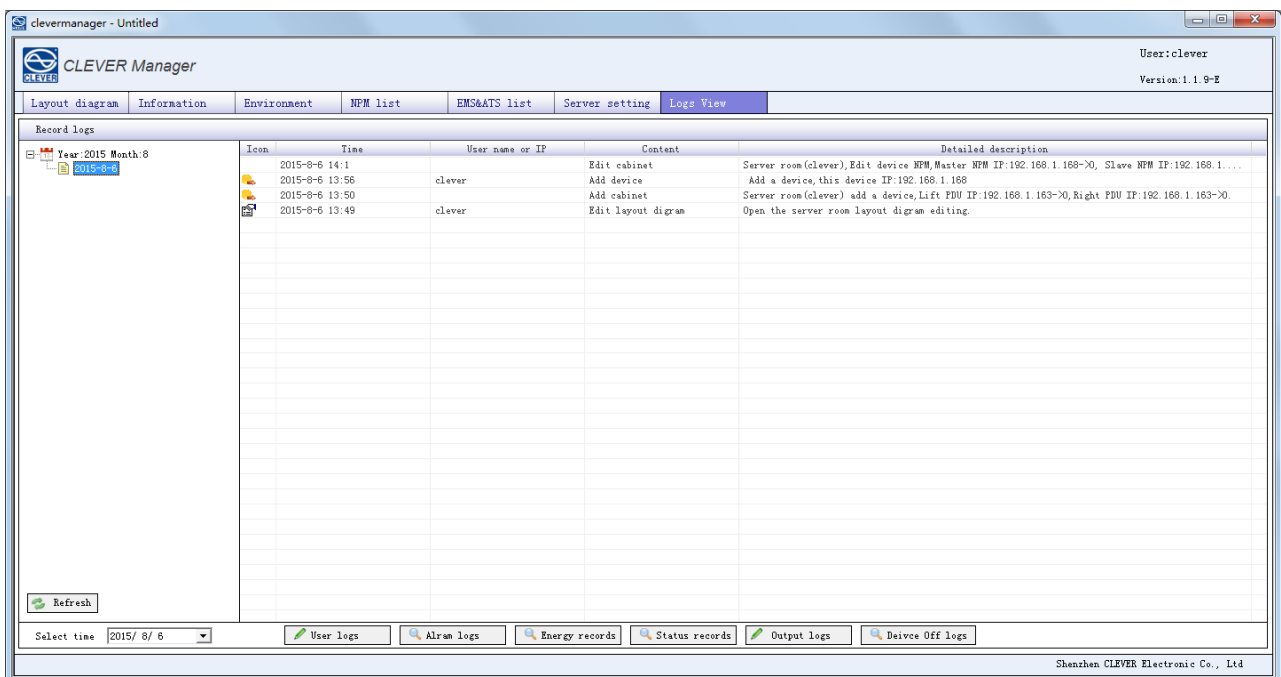 clevermanager - Untitled
CLEVER
CLEVER Manager
User:clever
Version:1.1.9-E
Layout diagram Information Environment NPM list EMS&ATS list Server setting Logs View
Record logs
Year:2015 Month:8
2015-8-6
Icon Time User name or IP Content Detailed description
2015-8-6 14:1 Edit cabinet Server room(clever),Edit device NPM,Master NPM IP:192.168.1.168->0, Slave NPM IP:192.168.1....
2015-8-6 13:56 clever Add device Add a device,this device IP:192.168.1.168
2015-8-6 13:50 Add cabinet Server room(clever) add a device,Lift PDU IP:192.168.1.163->0,Right PDU IP:192.168.1.163->0.
2015-8-6 13:49 clever Edit layout digram Open the server room layout digram editing.
Refresh
Select time 2015/ 8/ 6 User logs Alram logs Energy records Status records Output logs Deivce Off logs
Shenzhen CLEVER Electronic Co., Ltd